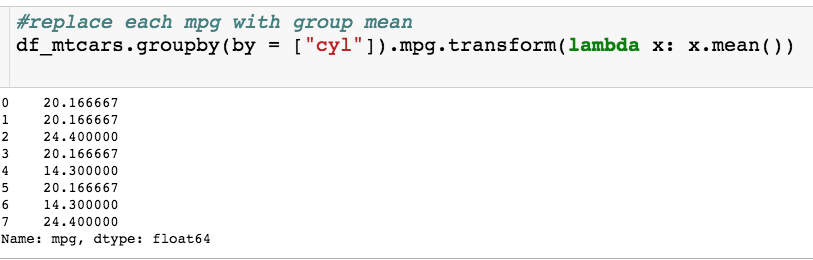 #replace each mpg with group mean
df_mtcars.groupby(by = ["cyl"]).mpg.transform(lambda x: x.mean())
0    20.166667
1    20.166667
2    24.400000
3    20.166667
4    14.300000
5    20.166667
6    14.300000
7    24.400000
Name: mpg, dtype: float64